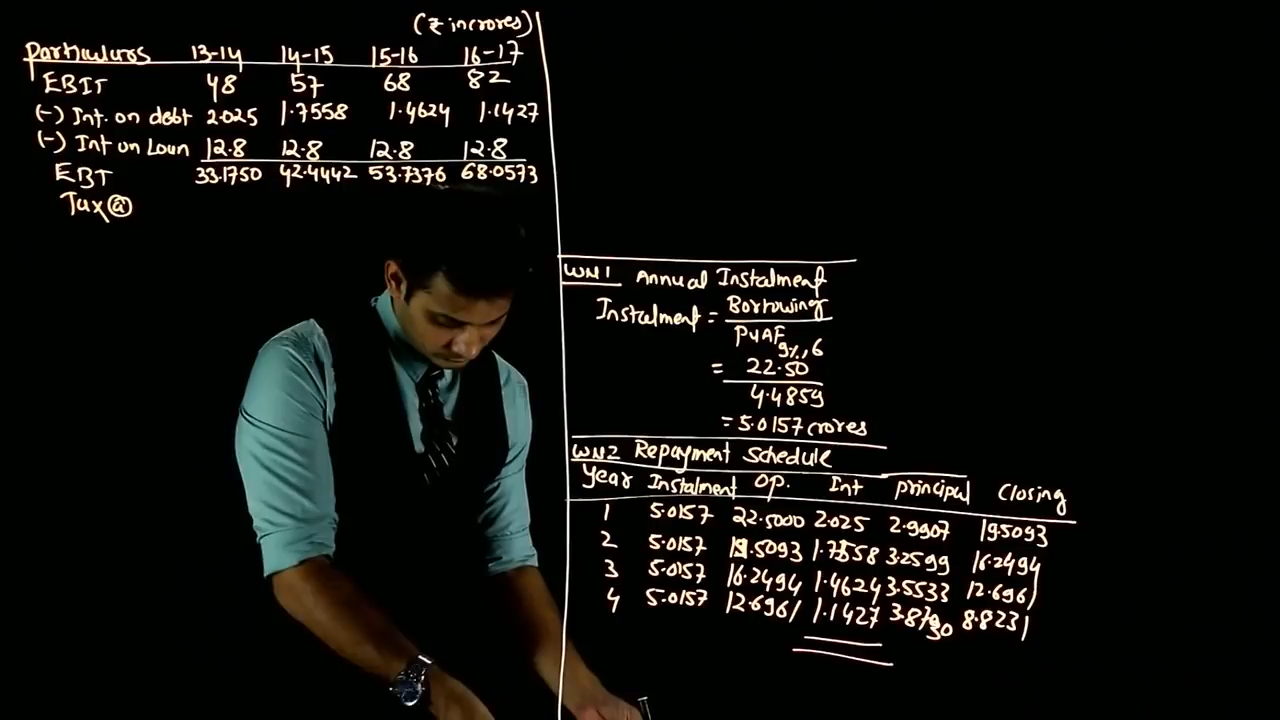 (₹ in crores)
Particulars 13-14 14-15 15-16 16-17
EBIT 48 57 68 82
(-) Int. on debt 2.025 1.7558 1.4624 1.1427
(-) Int on Loan 12.8 12.8 12.8 12.8
EBT 33.1750 42.4442 53.7376 68.0573
Tax @
WN1 Annual Instalment
Instalment = Borrowing
PVAF 9%, 6
= 22.50
4.4859
= 5.0157 crores
WN2 Repayment Schedule
Year Instalment Op. Int Principal Closing
1 5.0157 22.5000 2.025 2.9907 19.5093
2 5.0157 19.5093 1.7558 3.2599 16.2494
3 5.0157 16.2494 1.4624 3.5533 12.6961
4 5.0157 12.6961 1.1427 3.8730 8.8231